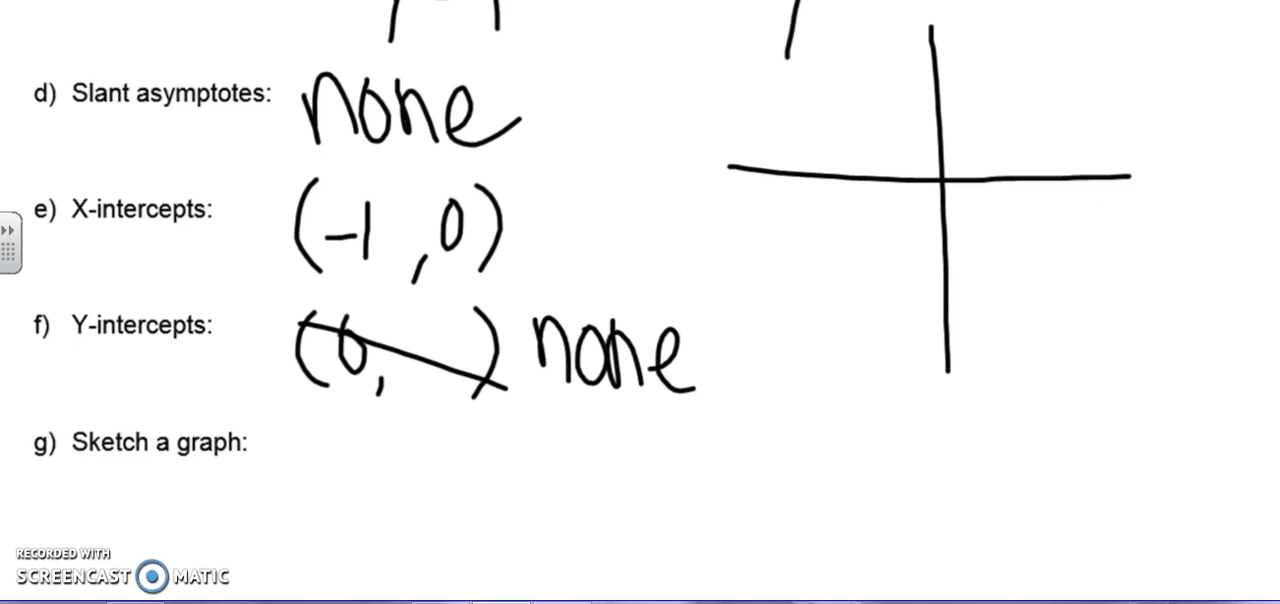 d) Slant asymptotes: none
e) X-intercepts: (-1, 0)
f) Y-intercepts: (0, ) none
g) Sketch a graph:
RECORDED WITH
SCREENCAST MATIC